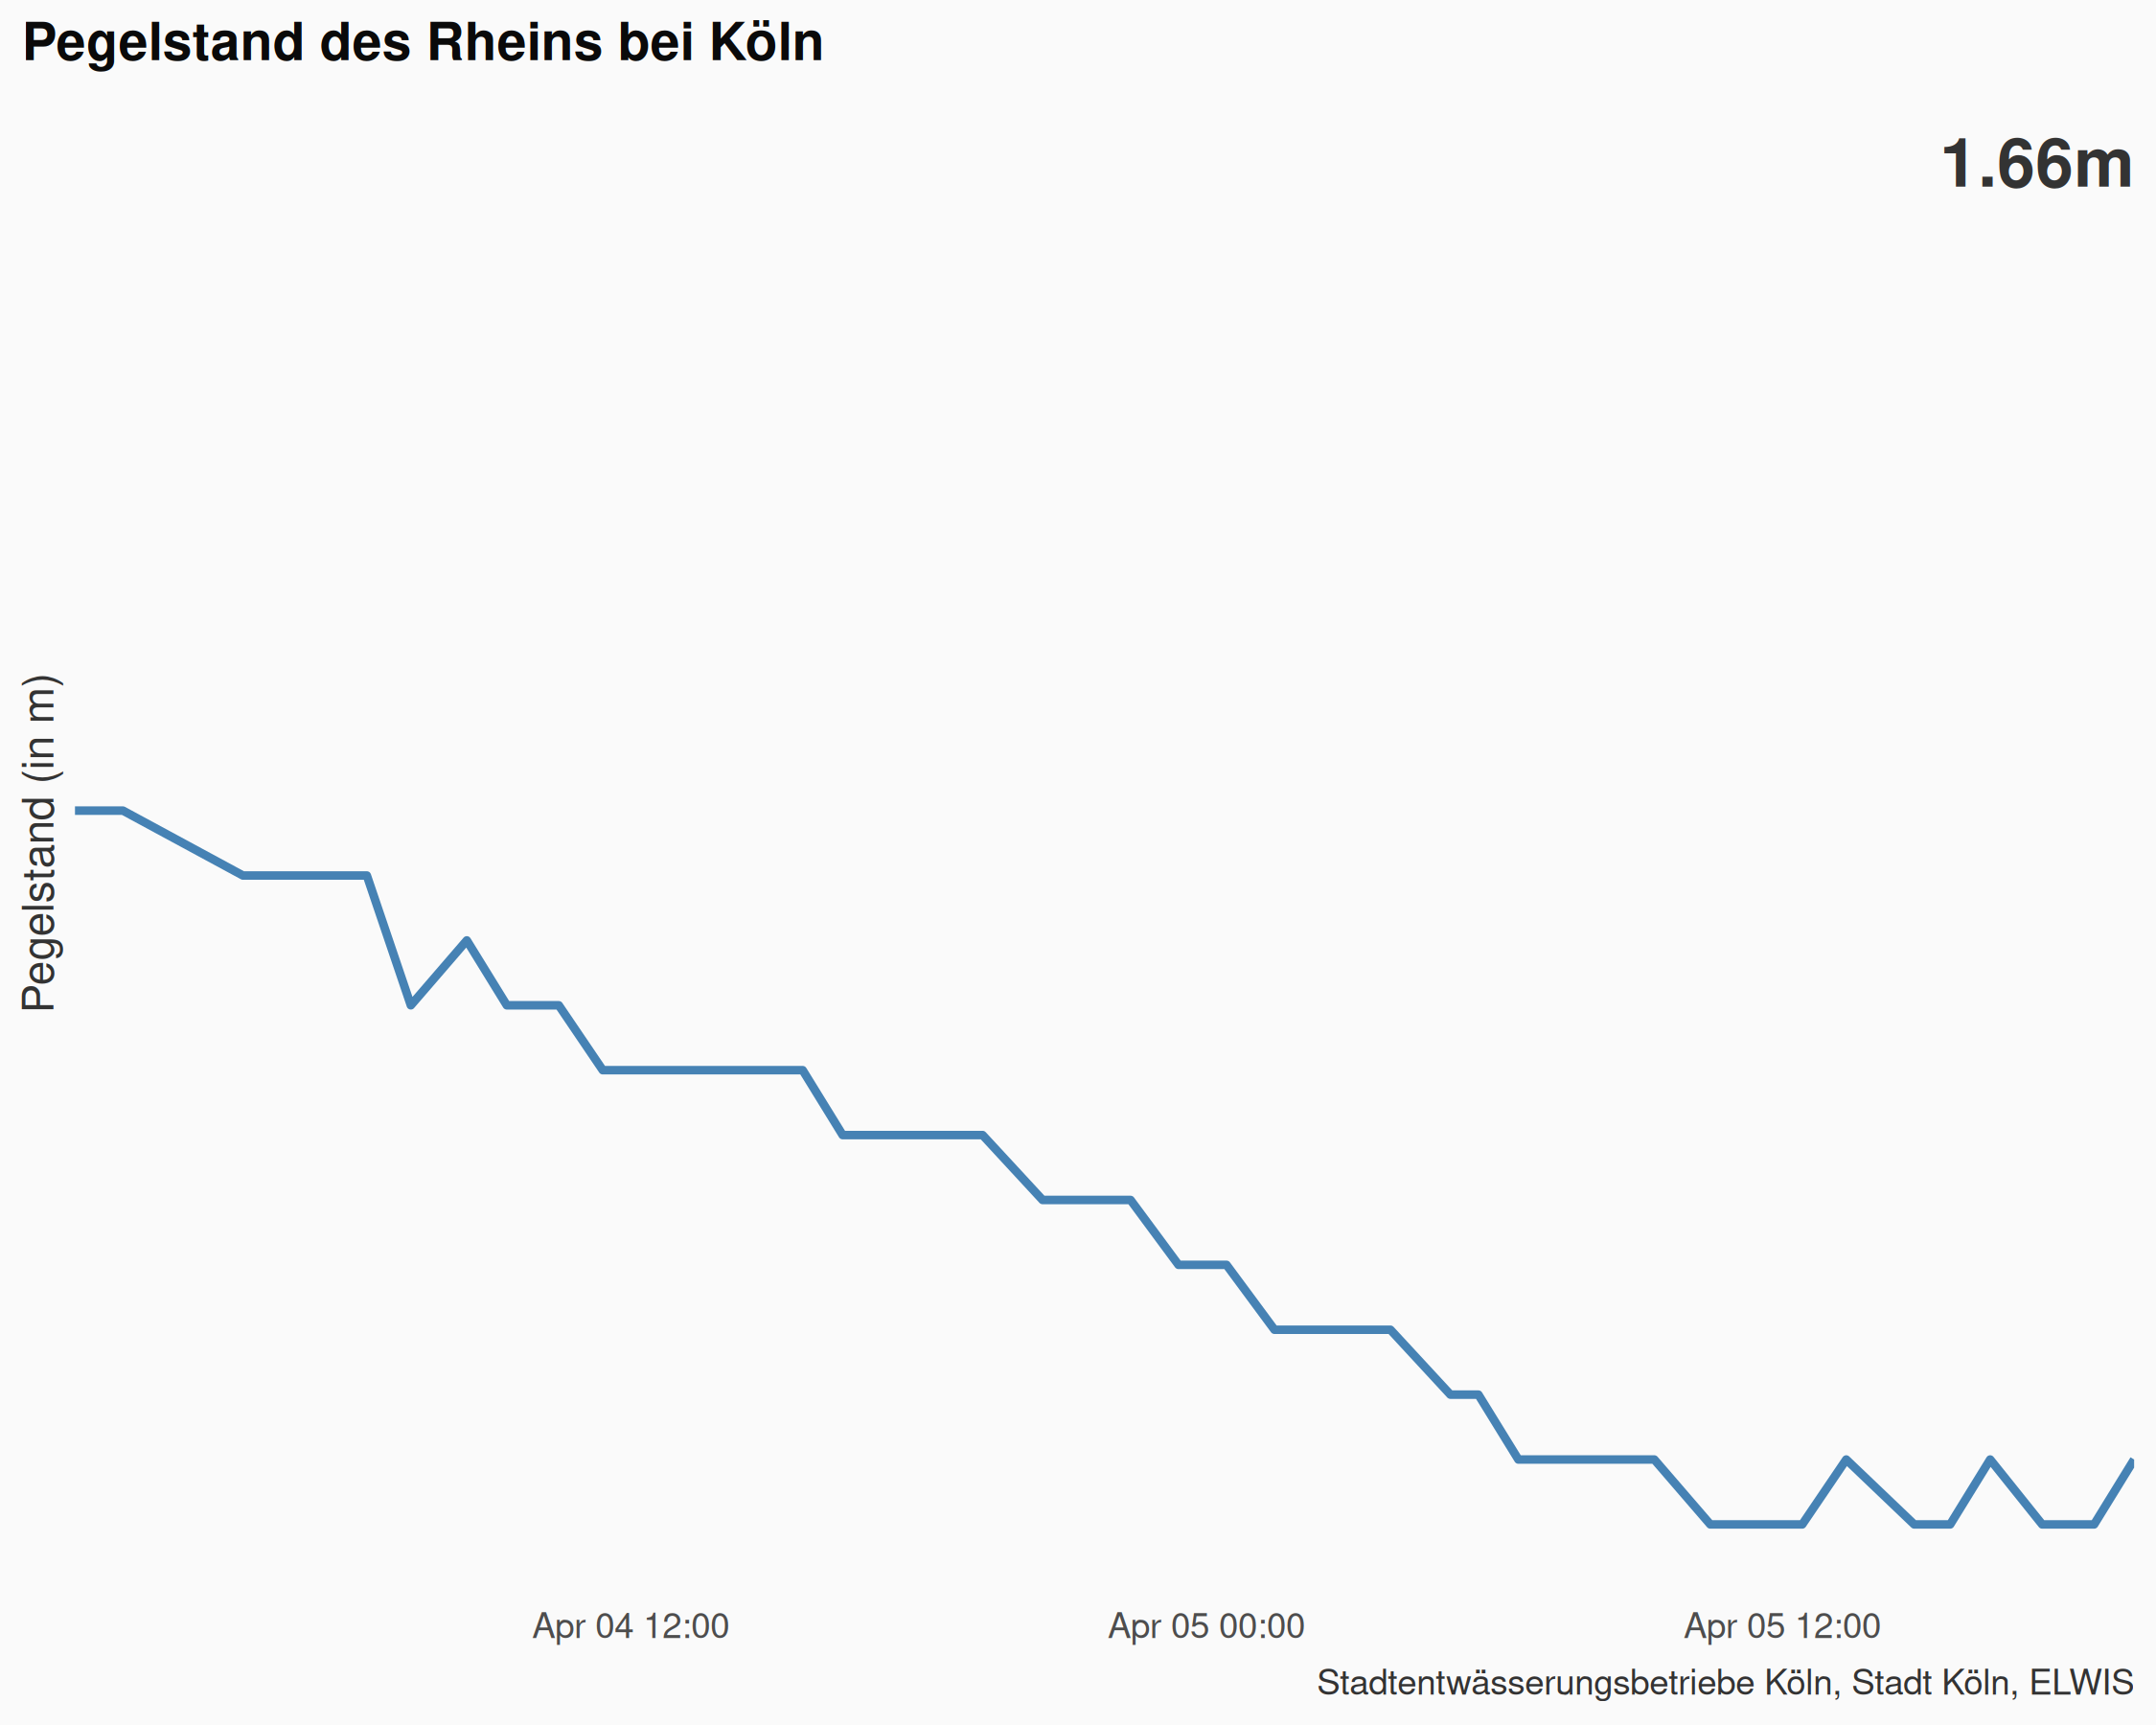 Pegelstand des Rheins bei Köln
1.66m
Pegelstand (in m)
Apr 04 12:00
Apr 05 00:00
Apr 05 12:00
Stadtentwässerungsbetriebe Köln, Stadt Köln, ELWIS